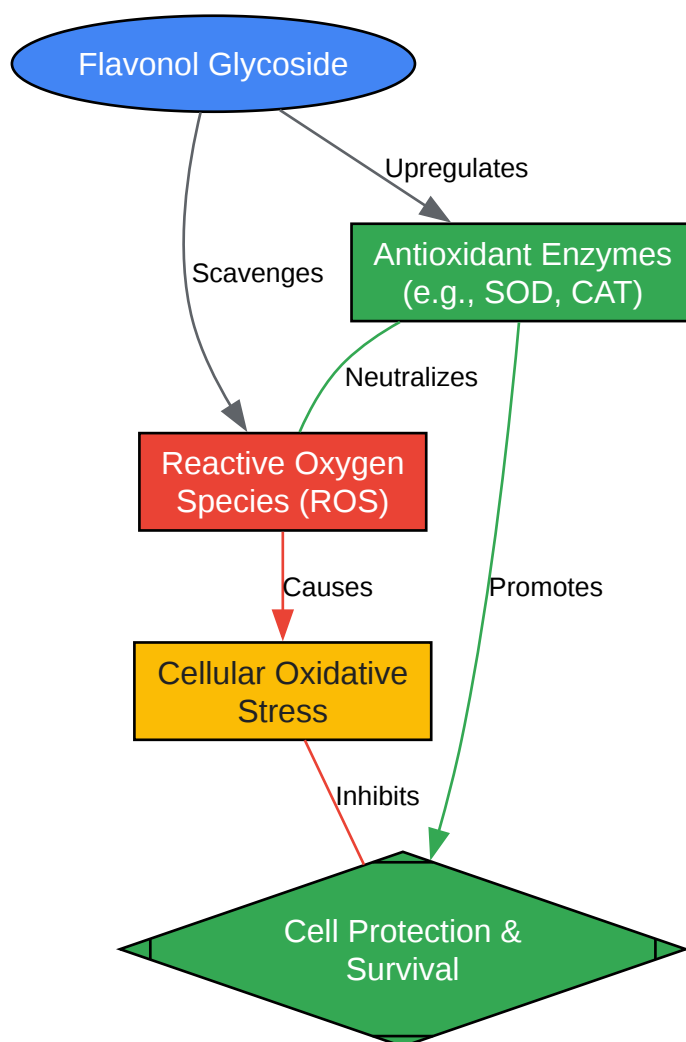 Flavonol Glycoside
Upregulates
Antioxidant Enzymes
(e.g., SOD, CAT)
Scavenges
Neutralizes
Reactive Oxygen
Species (ROS)
Causes
Promotes
Cellular Oxidative
Stress
Inhibits
Cell Protection &
Survival